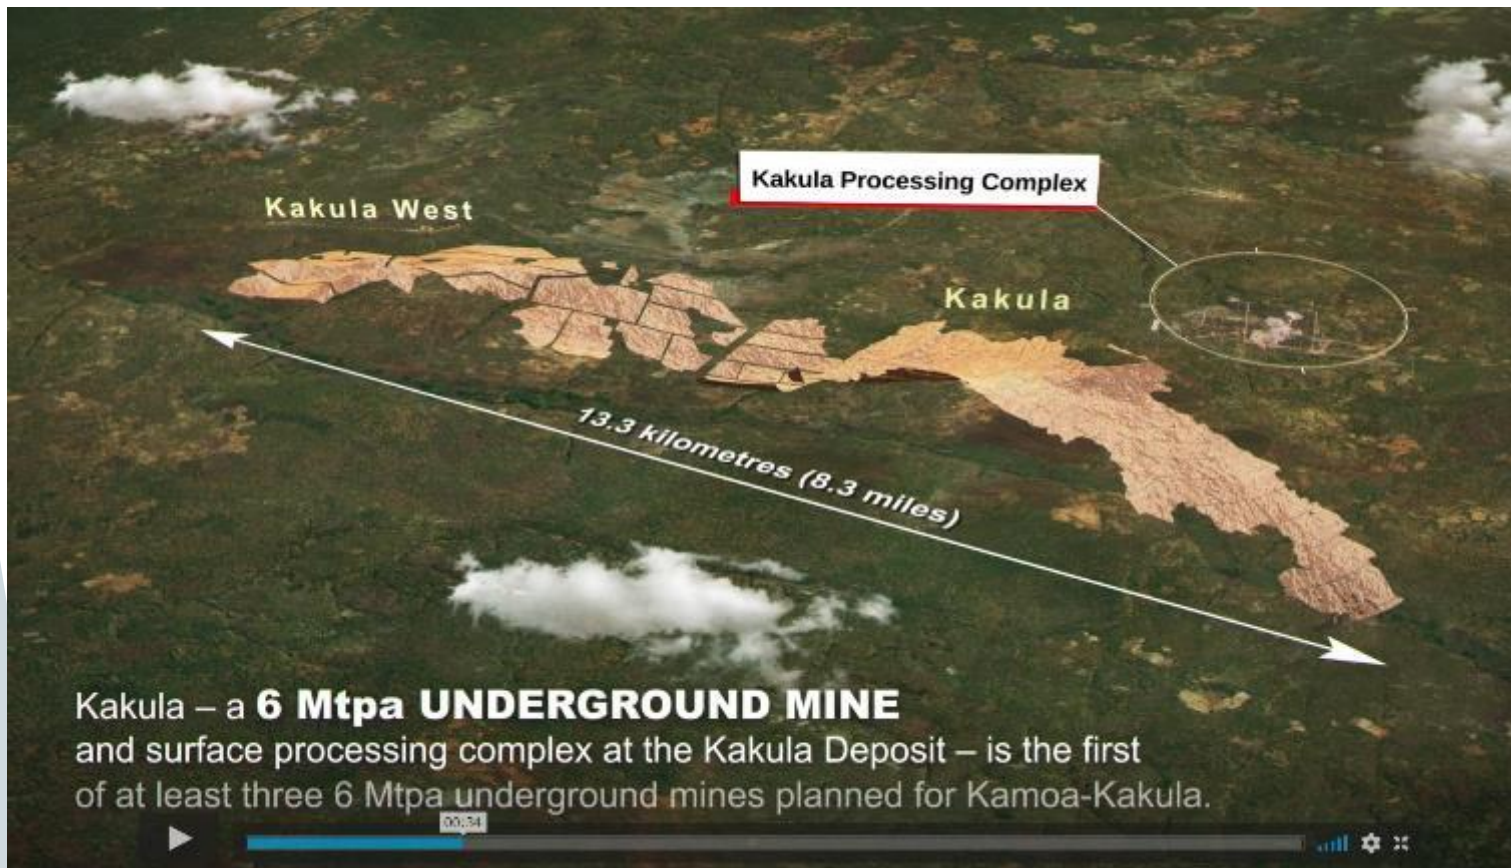 Kakula Processing Complex
Kakula West
Kakula
13.3 kilometres (8.3 miles)
Kakula – a 6 Mtpa UNDERGROUND MINE
and surface processing complex at the Kakula Deposit – is the first
of at least three 6 Mtpa underground mines planned for Kamoa-Kakula.
00:34